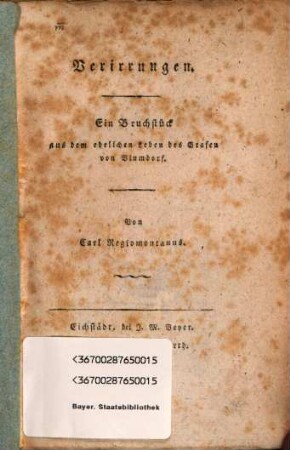 Verirrungen.
Ein Bruchstück
aus dem ehelichen Leben des Grafen
von Blumdorf.
Von
Carl Regiomontanus.
Eichstädt, bei J. M. Beyer.
<36700287650015
<36700287650015
Bayer. Staatsbibliothek